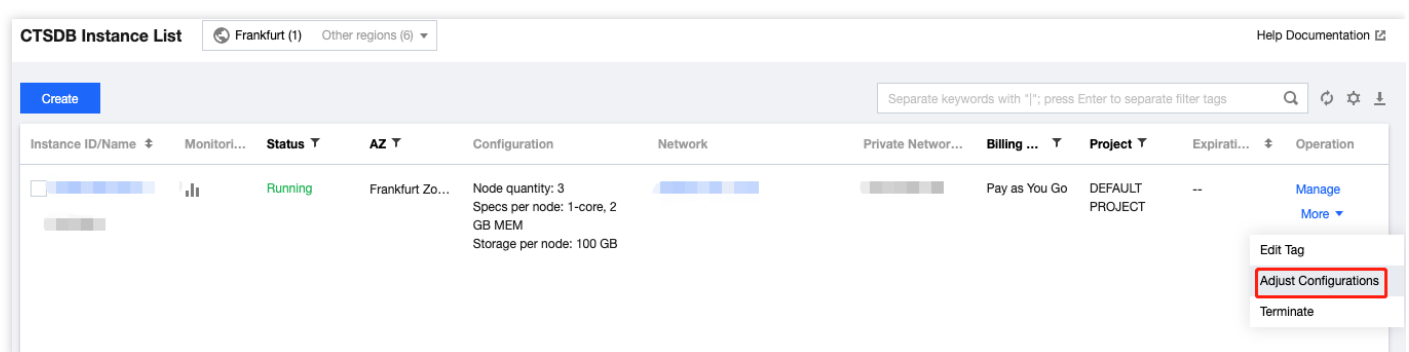 CTSDB Instance List Frankfurt (1) Other regions (6) Help Documentation
Create Separate keywords with "|"; press Enter to separate filter tags
Instance ID/Name Monitori... Status AZ Configuration Network Private Networ... Billing ... Project Expirati... Operation
Running Frankfurt Zo... Node quantity: 3 Pay as You Go DEFAULT -- Manage
Specs per node: 1-core, 2 PROJECT
GB MEM More
Storage per node: 100 GB
Edit Tag
Adjust Configurations
Terminate